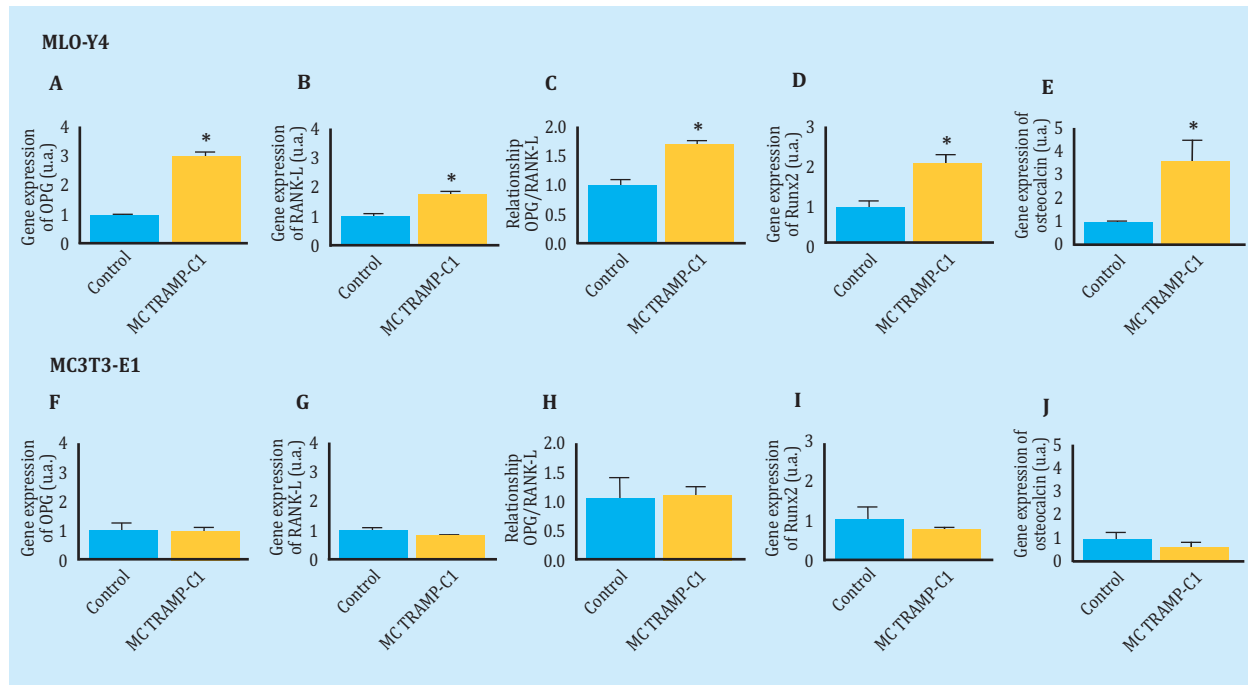 MLO-Y4
A
Gene expression
of OPG (u.a.)
4
3
2
1
0
*
Control
MC TRAMP-C1
B
Gene expression
of RANK-L (u.a.)
4
3
2
1
0
*
Control
MC TRAMP-C1
C
Relationship
OPG/RANK-L
2.0
1.5
1.0
0.5
0.0
*
Control
MC TRAMP-C1
D
Gene expression
of Runx2 (u.a.)
3
2
1
0
*
Control
MC TRAMP-C1
E
Gene expression of
osteocalcin (u.a.)
5
4
3
2
1
0
*
Control
MC TRAMP-C1
MC3T3-E1
F
Gene expression
of OPG (u.a.)
4
3
2
1
0
Control
MC TRAMP-C1
G
Gene expression
of RANK-L (u.a.)
4
3
2
1
0
Control
MC TRAMP-C1
H
Relationship
OPG/RANK-L
2.0
1.5
1.0
0.5
0.0
Control
MC TRAMP-C1
I
Gene expression
of Runx2 (u.a.)
3
2
1
0
Control
MC TRAMP-C1
J
Gene expression of
osteocalcin (u.a.)
5
4
3
2
1
0
Control
MC TRAMP-C1